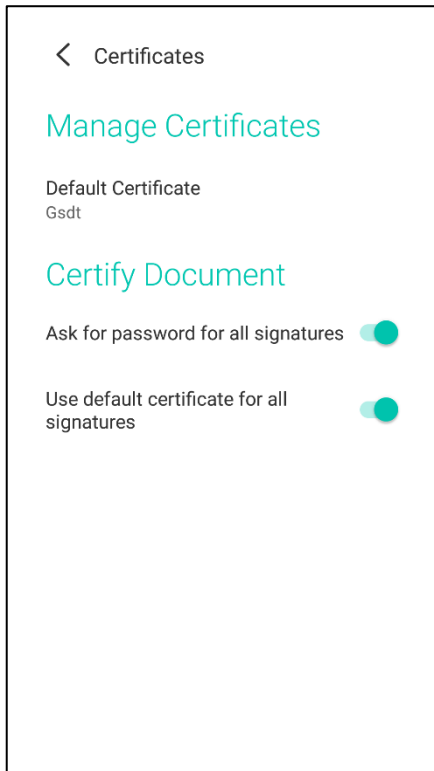 Certificates
Manage Certificates
Default Certificate
Gsdt
Certify Document
Ask for password for all signatures
Use default certificate for all
signatures